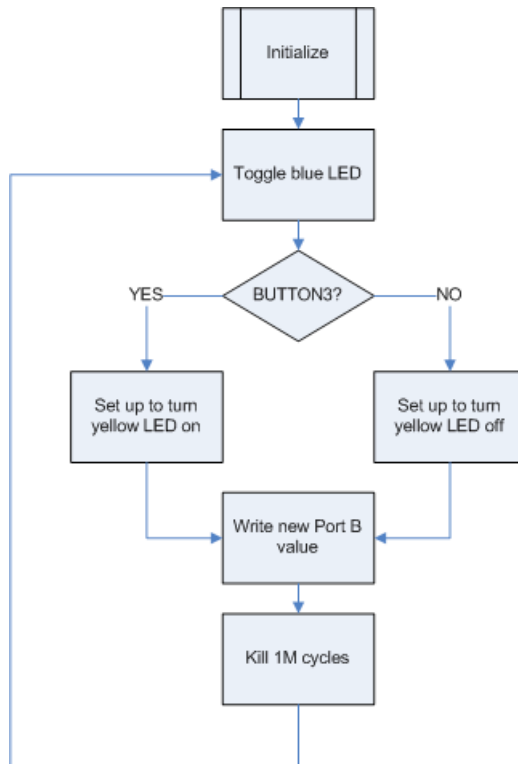 Initialize
Toggle blue LED
BUTTON3?
YES
NO
Set up to turn
yellow LED on
Set up to turn
yellow LED off
Write new Port B
value
Kill 1M cycles